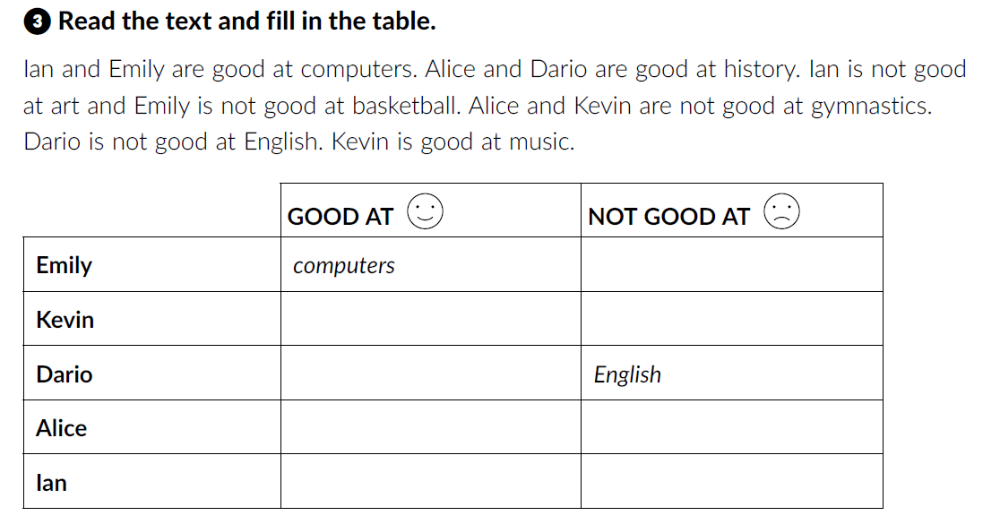 3 Read the text and fill in the table.
Ian and Emily are good at computers. Alice and Dario are good at history. Ian is not good
at art and Emily is not good at basketball. Alice and Kevin are not good at gymnastics.
Dario is not good at English. Kevin is good at music.
GOOD AT NOT GOOD AT
Emily computers
Kevin
Dario English
Alice
Ian